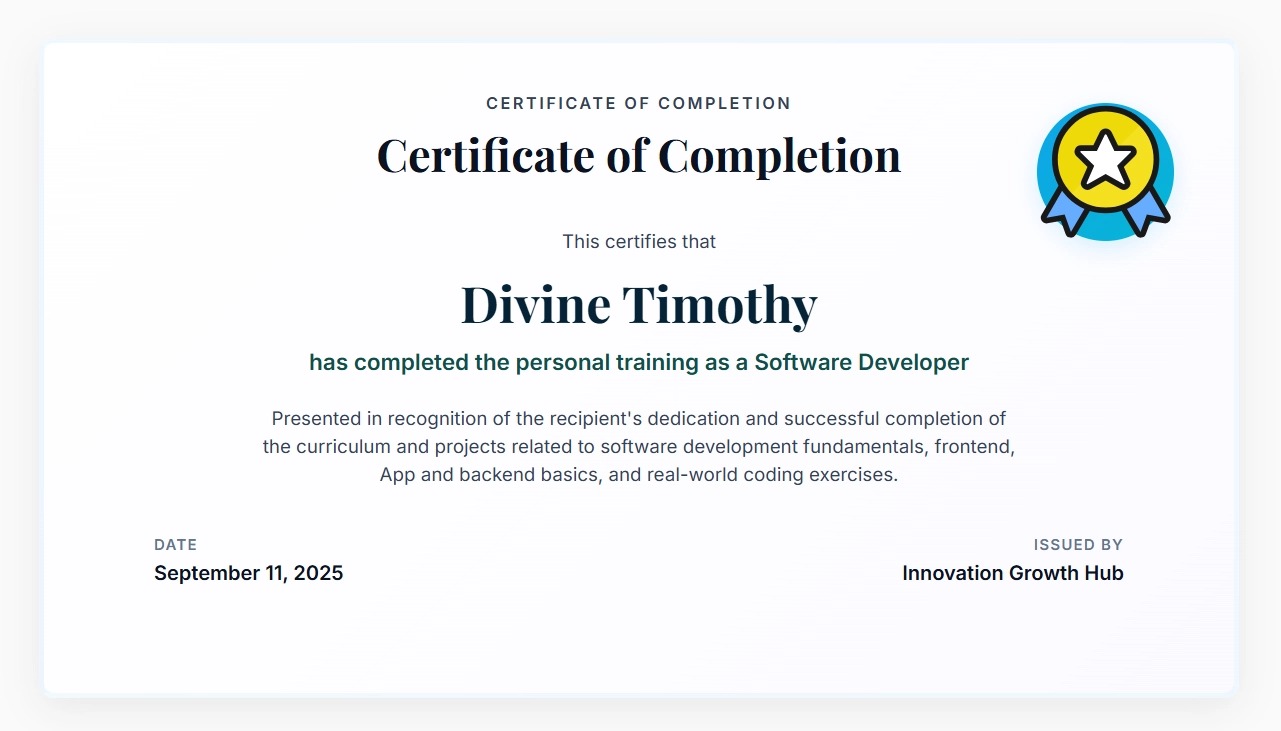 CERTIFICATE OF COMPLETION
Certificate of Completion
This certifies that
Divine Timothy
has completed the personal training as a Software Developer
Presented in recognition of the recipient's dedication and successful completion of
the curriculum and projects related to software development fundamentals, frontend,
App and backend basics, and real-world coding exercises.
DATE
September 11, 2025
ISSUED BY
Innovation Growth Hub